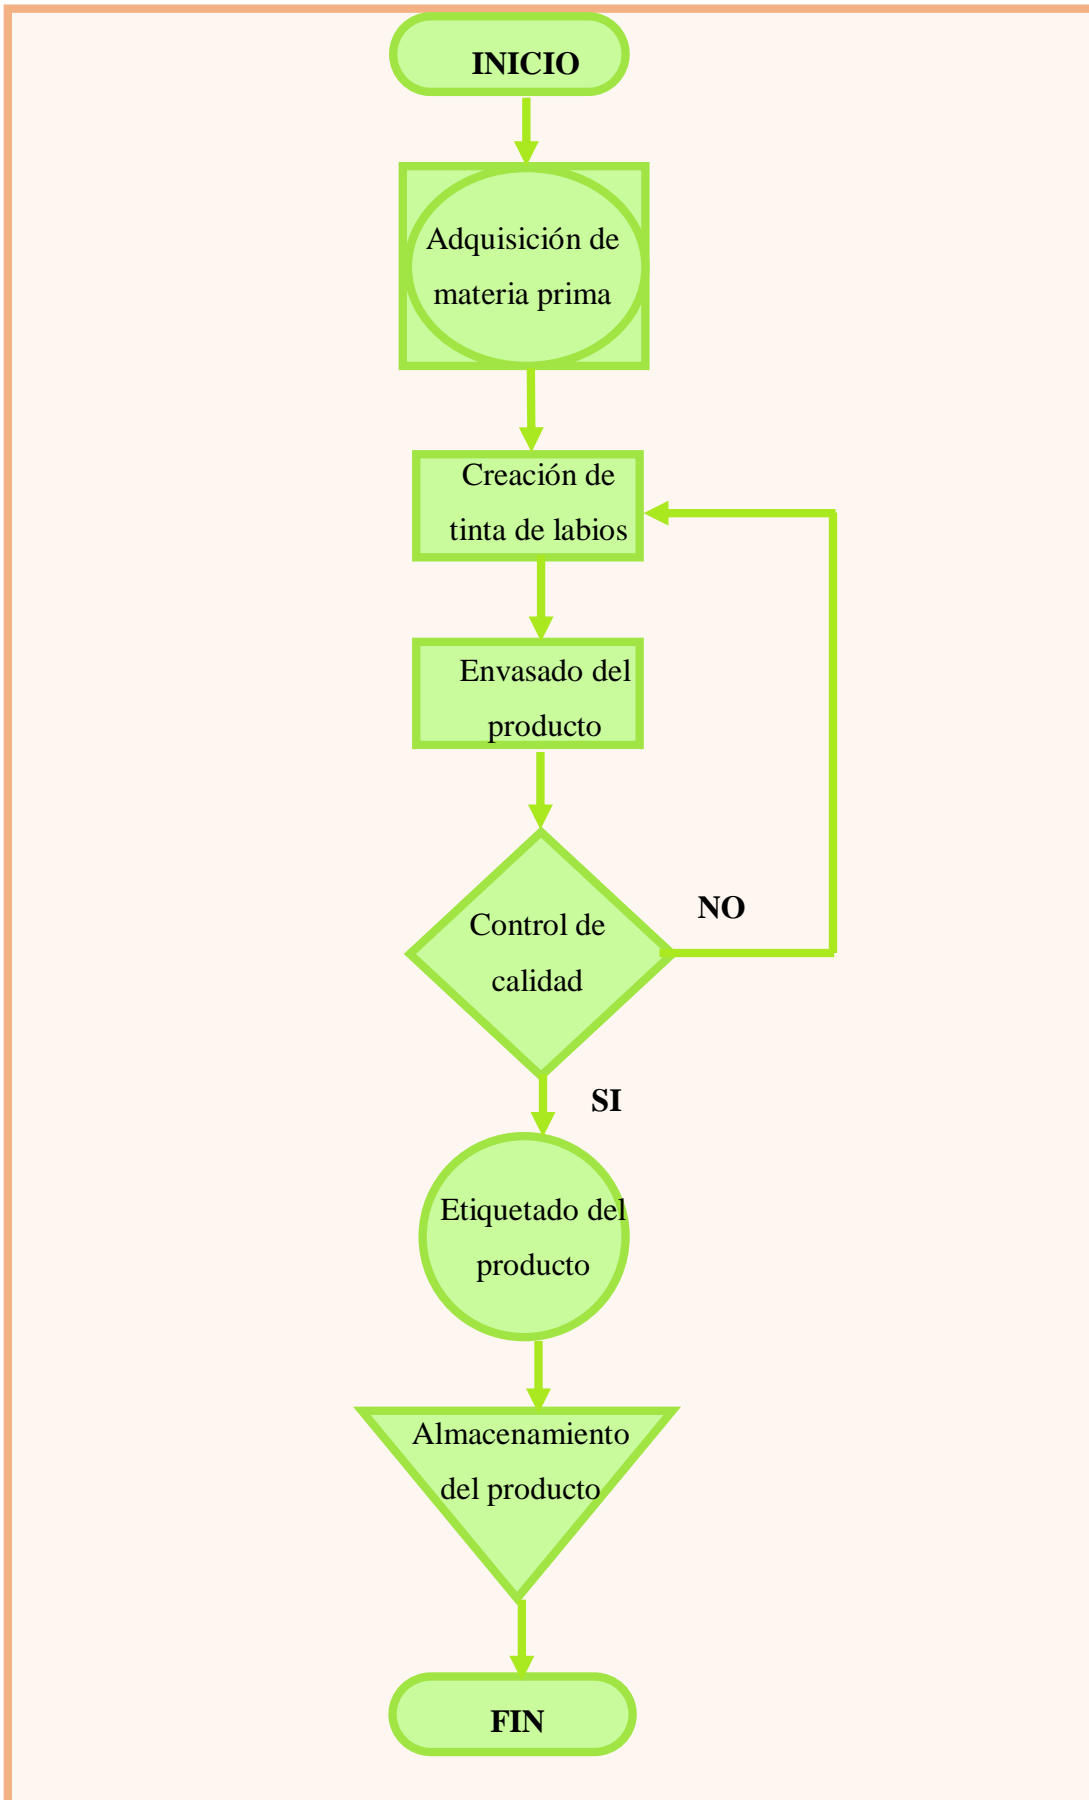 INICIO
Adquisición de
materia prima
Creación de
tinta de labios
Envasado del
producto
Control de
calidad
NO
SI
Etiquetado del
producto
Almacenamiento
del producto
FIN